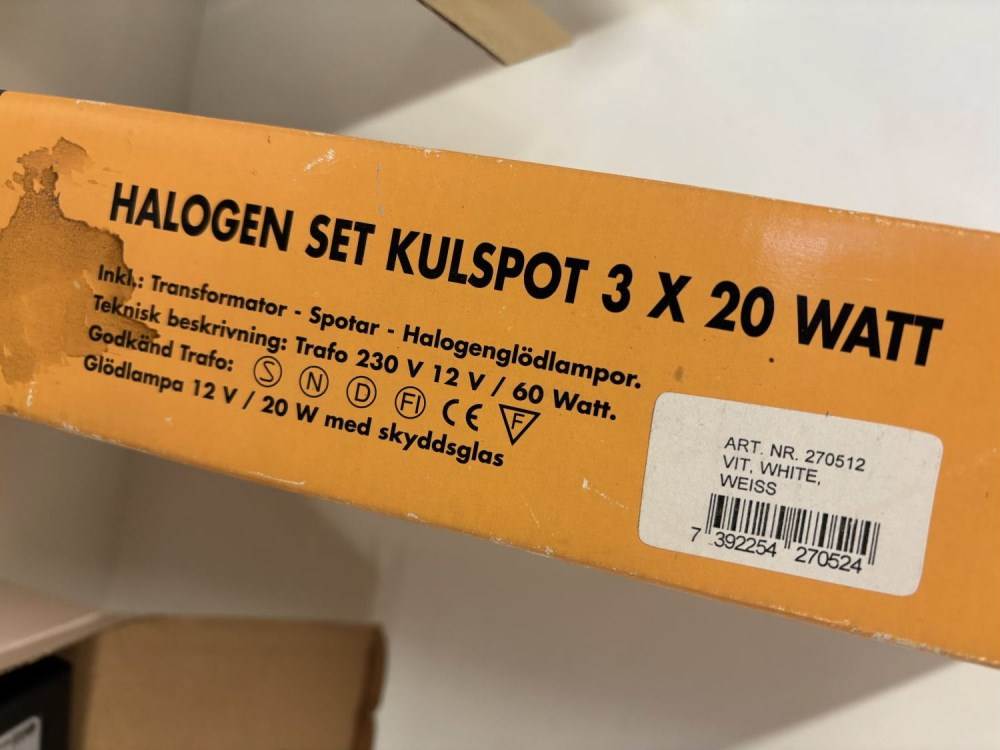 HALOGEN SET KULSPOT 3 X 20 WATT
Inkl.: Transformator - Spotar - Halogenglödlampor.
Teknisk beskrivning: Trafo 230 V 12 V / 60 Watt.
Godkänd Trafo: S N D FI CE F
Glödlampa 12 V / 20 W med skyddsglas
ART. NR. 270512
VIT, WHITE,
WEISS
7 392254 270524